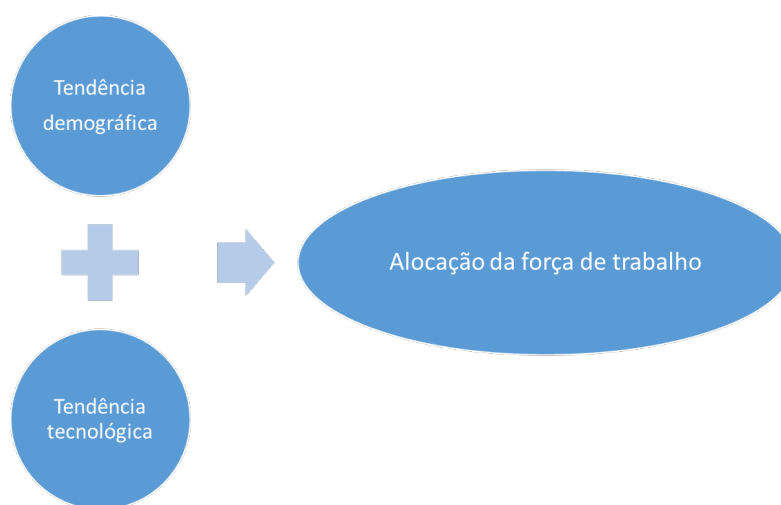 Tendência
demográfica
Alocação da força de trabalho
Tendência
tecnológica